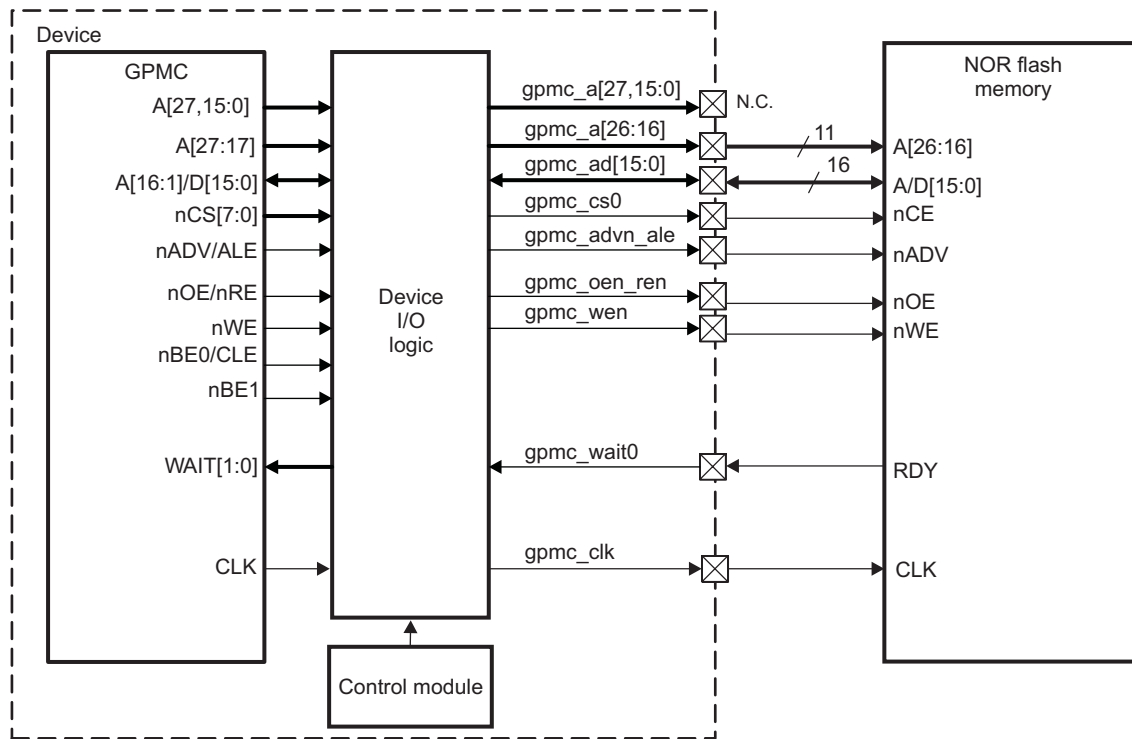 Device
GPMC
A[27,15:0]
A[27:17]
A[16:1]/D[15:0]
nCS[7:0]
nADV/ALE
nOE/nRE
nWE
nBE0/CLE
nBE1
WAIT[1:0]
CLK
Device
I/O
logic
Control module
gpmc_a[27,15:0]
gpmc_a[26:16]
gpmc_ad[15:0]
gpmc_cs0
gpmc_advn_ale
gpmc_oen_ren
gpmc_wen
gpmc_wait0
gpmc_clk
N.C.
11
16
NOR flash
memory
A[26:16]
A/D[15:0]
nCE
nADV
nOE
nWE
RDY
CLK